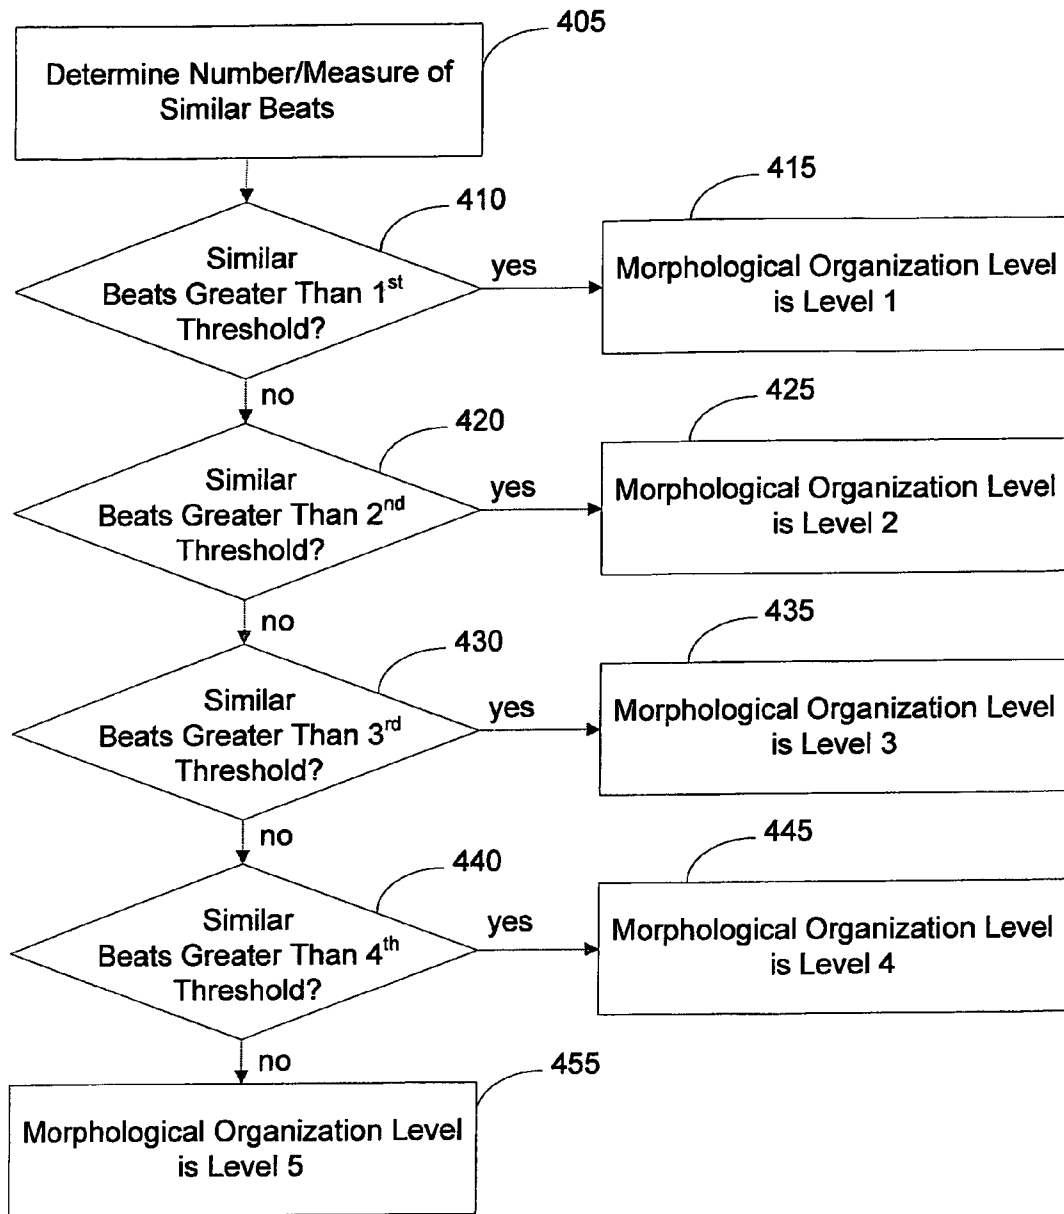 405
Determine Number/Measure of
Similar Beats
410
Similar
Beats Greater Than 1st
Threshold?
yes
415
Morphological Organization Level
is Level 1
no
420
Similar
Beats Greater Than 2nd
Threshold?
yes
425
Morphological Organization Level
is Level 2
no
430
Similar
Beats Greater Than 3rd
Threshold?
yes
435
Morphological Organization Level
is Level 3
no
440
Similar
Beats Greater Than 4th
Threshold?
yes
445
Morphological Organization Level
is Level 4
no
455
Morphological Organization Level
is Level 5